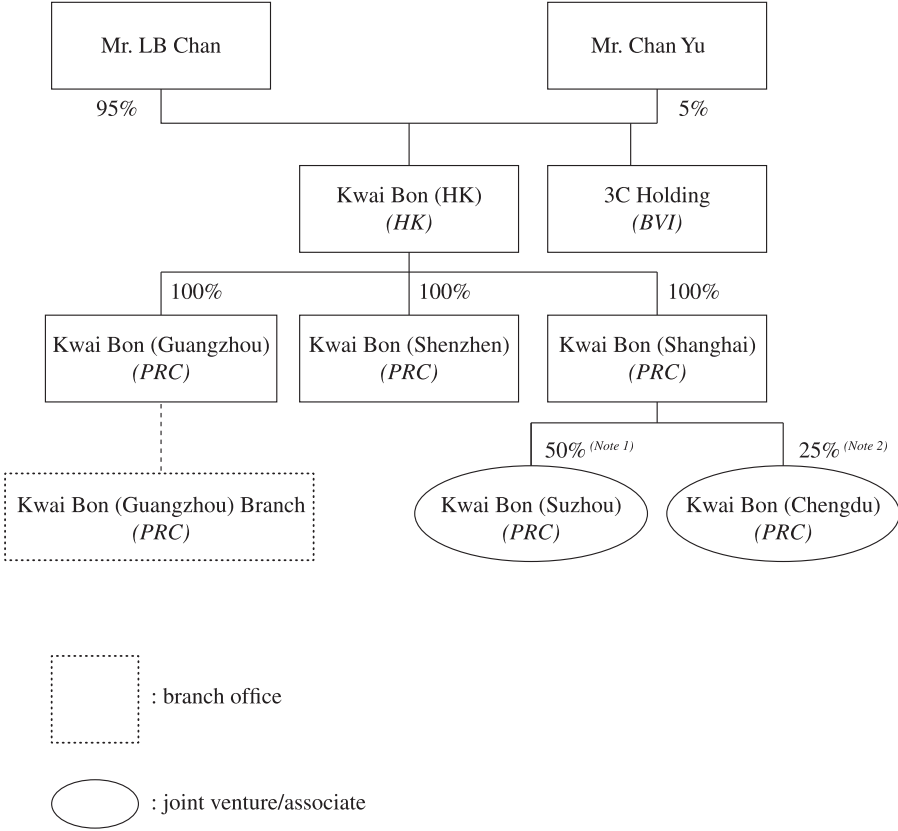 Mr. LB Chan
Mr. Chan Yu
95%
5%
Kwai Bon (HK)
(HK)
3C Holding
(BVI)
100%
100%
100%
Kwai Bon (Guangzhou)
(PRC)
Kwai Bon (Shenzhen)
(PRC)
Kwai Bon (Shanghai)
(PRC)
50% (Note 1)
25% (Note 2)
Kwai Bon (Guangzhou) Branch
(PRC)
Kwai Bon (Suzhou)
(PRC)
Kwai Bon (Chengdu)
(PRC)
: branch office
: joint venture/associate